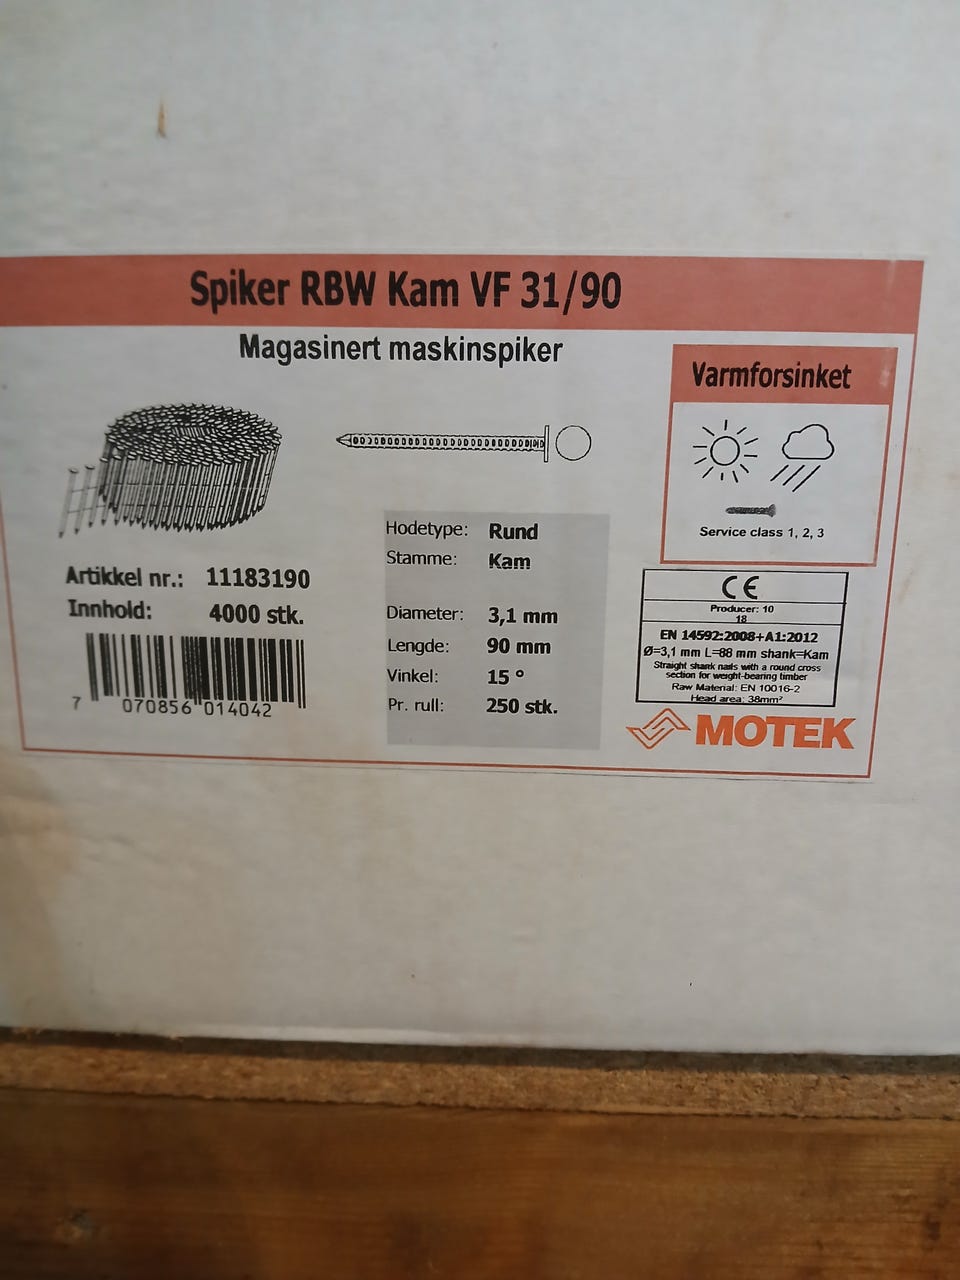 Spiker RBW Kam VF 31/90
Magasinert maskinspiker
Varmforsinket
Service class 1, 2, 3
Hodetype: Rund
Stamme: Kam
Diameter: 3,1 mm
Lengde: 90 mm
Vinkel: 15 °
Pr. rull: 250 stk.
Artikkel nr.: 11183190
Innhold: 4000 stk.
7 070856 014042
CE
Producer: 10
18
EN 14592:2008+A1:2012
Ø=3,1 mm L=88 mm shank=Kam
Straight shank nails with a round cross
section for weight-bearing timber
Raw Material: EN 10016-2
Head area: 38mm²
MOTEK